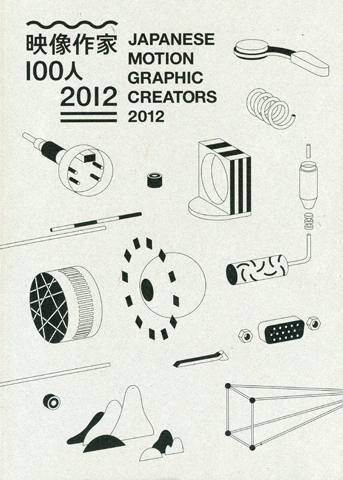 映像作家
100人
2012
JAPANESE
MOTION
GRAPHIC
CREATORS
2012